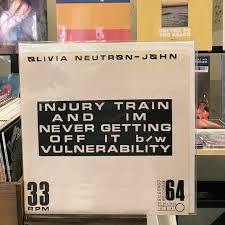 OLIVIA NEUTRON-JOHN
INJURY TRAIN
AND IM
NEVER GETTING
OFF IT b/w
VULNERABILITY
33
RPM
64